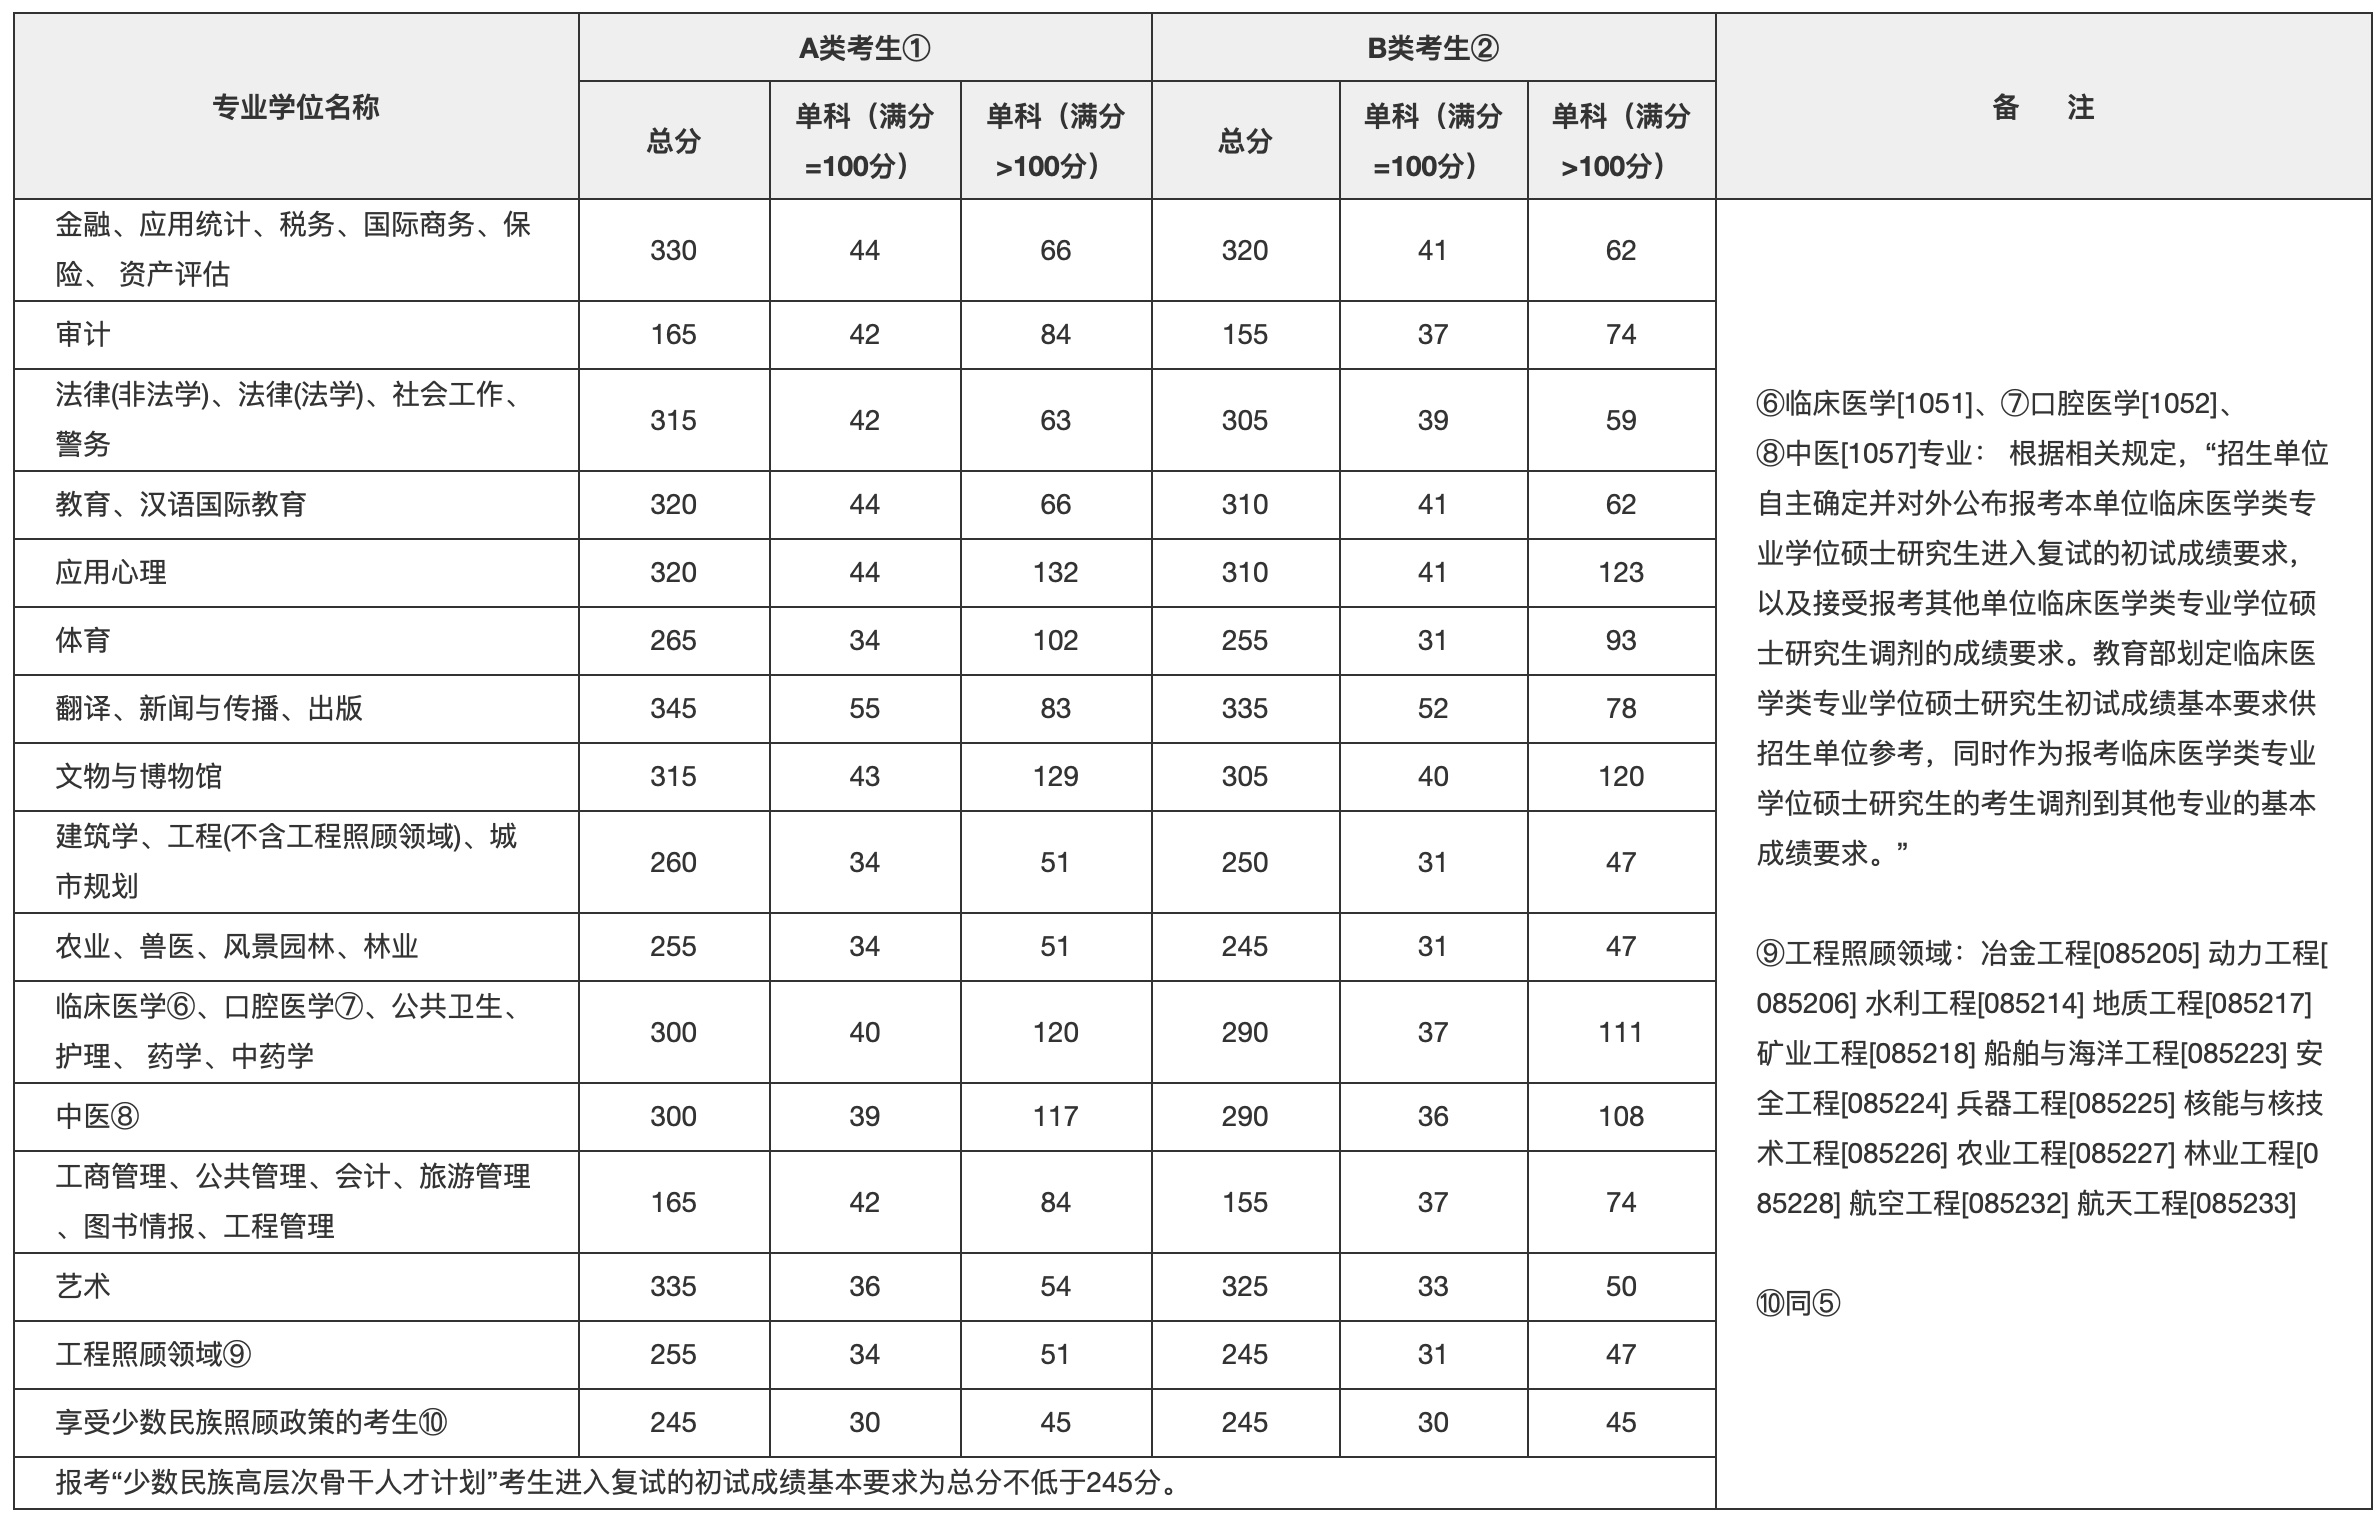 专业学位名称
A类考生①
B类考生②
备 注
总分
单科（满分
=100分）
单科（满分
>100分）
总分
单科（满分
=100分）
单科（满分
>100分）
金融、应用统计、税务、国际商务、保
险、 资产评估
330
44
66
320
41
62
审计
165
42
84
155
37
74
法律(非法学)、法律(法学)、社会工作、
警务
315
42
63
305
39
59
教育、汉语国际教育
320
44
66
310
41
62
应用心理
320
44
132
310
41
123
体育
265
34
102
255
31
93
翻译、新闻与传播、出版
345
55
83
335
52
78
文物与博物馆
315
43
129
305
40
120
建筑学、工程(不含工程照顾领域)、城
市规划
260
34
51
250
31
47
农业、兽医、风景园林、林业
255
34
51
245
31
47
临床医学⑥、口腔医学⑦、公共卫生、
护理、 药学、中药学
300
40
120
290
37
111
中医⑧
300
39
117
290
36
108
工商管理、公共管理、会计、旅游管理
、图书情报、工程管理
165
42
84
155
37
74
艺术
335
36
54
325
33
50
工程照顾领域⑨
255
34
51
245
31
47
享受少数民族照顾政策的考生⑩
245
30
45
245
30
45
报考“少数民族高层次骨干人才计划”考生进入复试的初试成绩基本要求为总分不低于245分。
⑥临床医学[1051]、⑦口腔医学[1052]、
⑧中医[1057]专业： 根据相关规定，“招生单位
自主确定并对外公布报考本单位临床医学类专
业学位硕士研究生进入复试的初试成绩要求，
以及接受报考其他单位临床医学类专业学位硕
士研究生调剂的成绩要求。教育部划定临床医
学类专业学位硕士研究生初试成绩基本要求供
招生单位参考，同时作为报考临床医学类专业
学位硕士研究生的考生调剂到其他专业的基本
成绩要求。”
⑨工程照顾领域：冶金工程[085205] 动力工程[
085206] 水利工程[085214] 地质工程[085217]
矿业工程[085218] 船舶与海洋工程[085223] 安
全工程[085224] 兵器工程[085225] 核能与核技
术工程[085226] 农业工程[085227] 林业工程[0
85228] 航空工程[085232] 航天工程[085233]
⑩同⑤